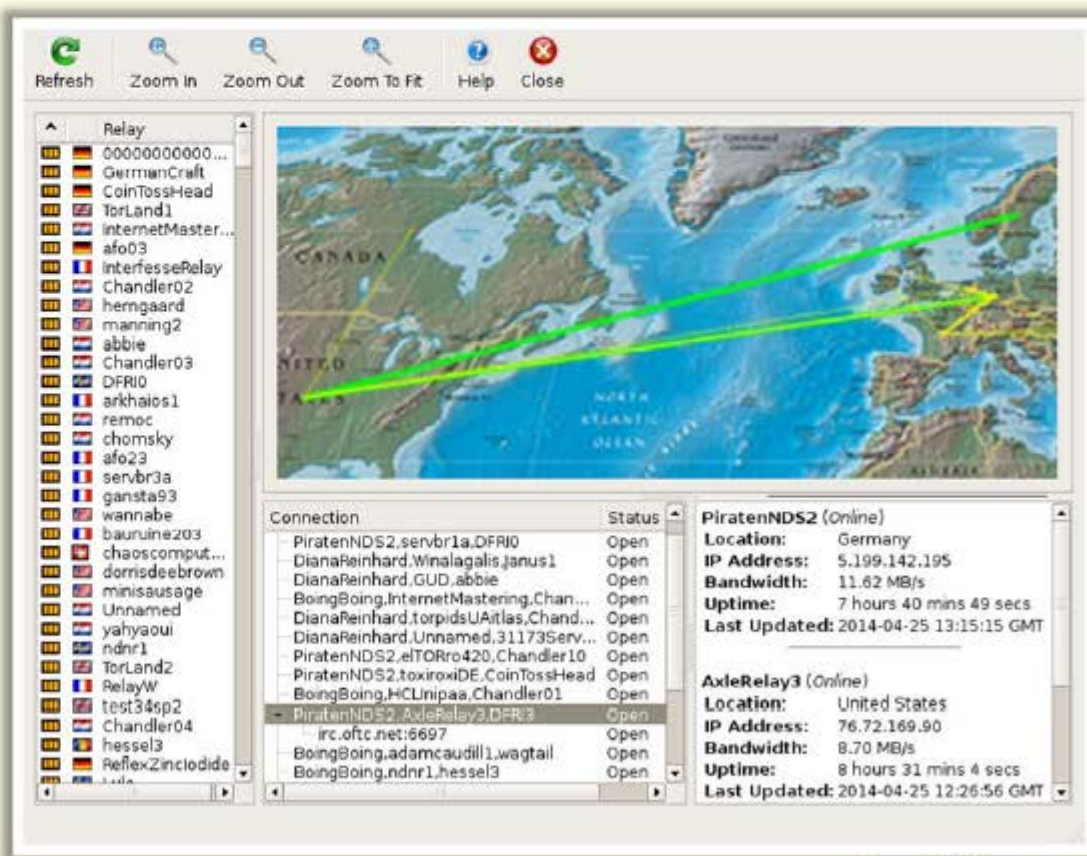 Refresh
Zoom In
Zoom Out
Zoom To Fit
Help
Close
Relay
00000000000...
GermanCraft
CoinTossHead
TorLand1
InternetMaster...
afo03
InterfesseRelay
Chandler02
herngaard
manning2
abbie
Chandler03
DFRI0
arkhaios1
remoc
chomsky
afo23
servbr3a
gansta93
wannabe
bauruine203
chaoscomput...
dorrisdeebrown
minisausage
Unnamed
yahyaoui
ndnr1
TorLand2
RelayW
test34sp2
Chandler04
hessel3
ReflexZincIodide
CANADA
UNITED
STATES
NORTH
ATLANTIC
OCEAN
ALGERIA
Connection Status
PiratenNDS2,servbr1a,DFRI0 Open
DianaReinhard,Winalagalis,Janus1 Open
DianaReinhard,GUD,abbie Open
BoingBoing,InternetMastering,Chan... Open
DianaReinhard,torpidsUAitlas,Chand... Open
DianaReinhard,Unnamed,31173Serv... Open
PiratenNDS2,elTORro420,Chandler10 Open
PiratenNDS2,toxiroxiDE,CoinTossHead Open
BoingBoing,HCLinipaa,Chandler01 Open
PiratenNDS2,AxleRelay3,DFRI3 Open
irc.oftc.net:6697
BoingBoing,adamcaudill1,wagtail Open
BoingBoing,ndnr1,hessel3 Open
PiratenNDS2 (Online)
Location: Germany
IP Address: 5.199.142.195
Bandwidth: 11.62 MB/s
Uptime: 7 hours 40 mins 49 secs
Last Updated: 2014-04-25 13:15:15 GMT
AxleRelay3 (Online)
Location: United States
IP Address: 76.72.169.90
Bandwidth: 8.70 MB/s
Uptime: 8 hours 31 mins 4 secs
Last Updated: 2014-04-25 12:26:56 GMT